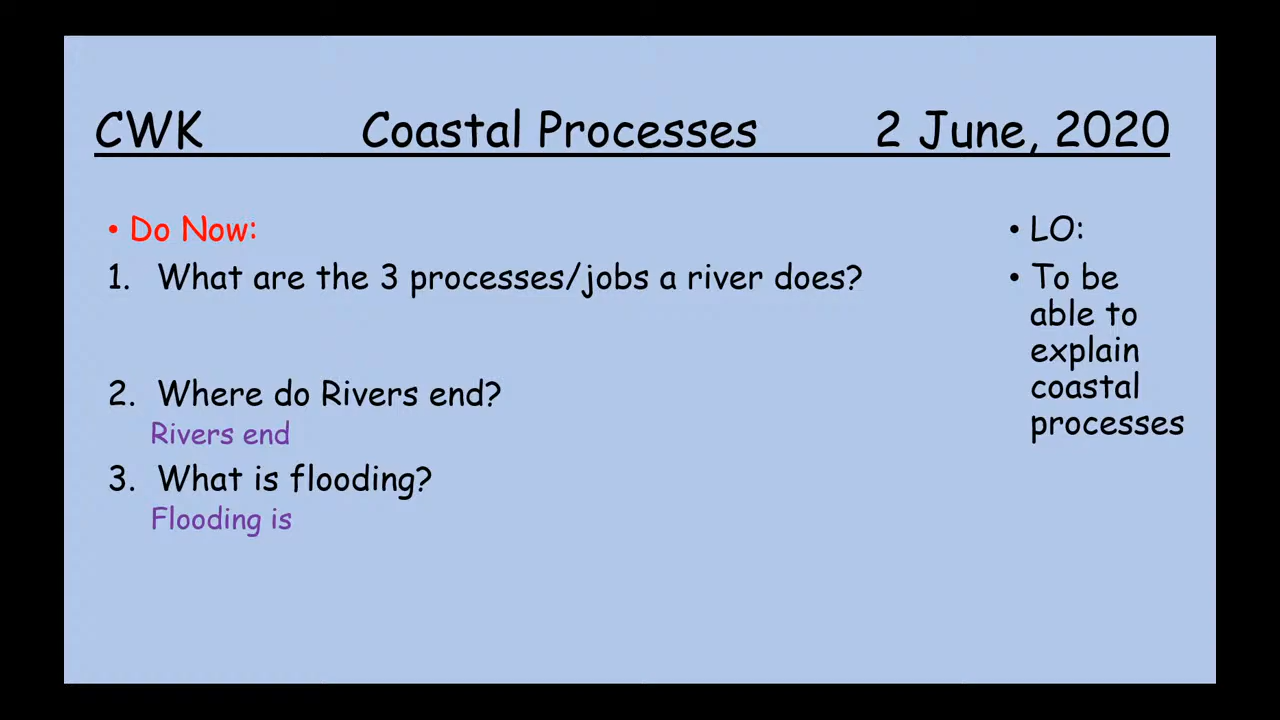 CWK Coastal Processes 2 June, 2020
• Do Now:
1. What are the 3 processes/jobs a river does?
2. Where do Rivers end?
Rivers end
3. What is flooding?
Flooding is
• LO:
• To be
able to
explain
coastal
processes